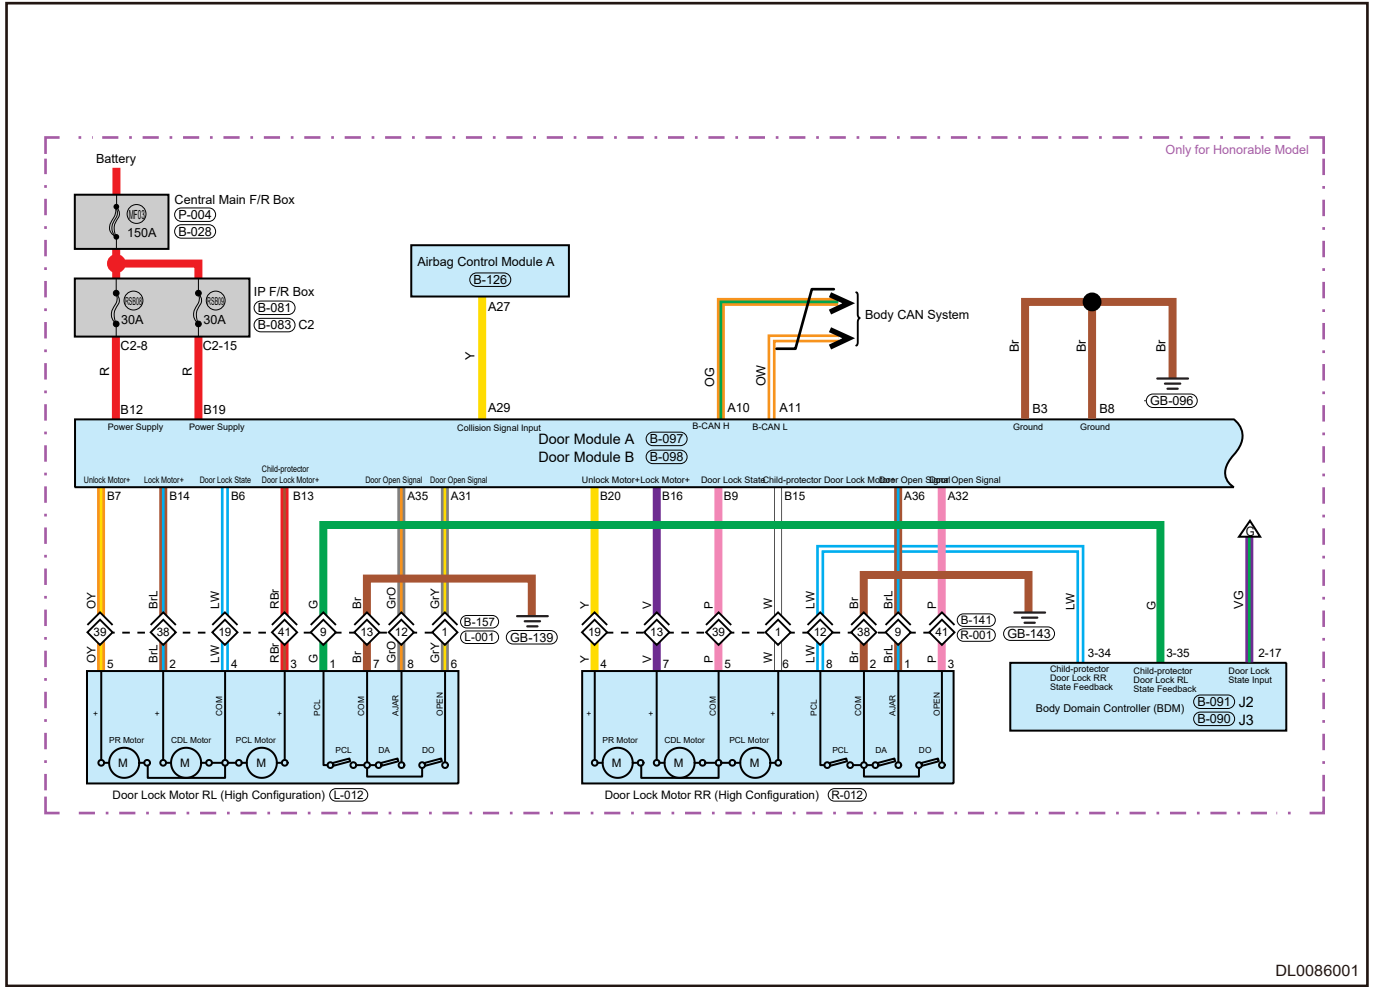 Only for Honorable Model
Battery
Central Main F/R Box
P-004
B-028
MF03
150A
IP F/R Box
B-081
B-083 C2
RSB08
30A
RSB09
30A
C2-8
C2-15
R
R
B12
B19
Power Supply
Power Supply
Airbag Control Module A
B-126
A27
Y
A29
Collision Signal Input
Body CAN System
OG
OW
A10
A11
B-CAN H
B-CAN L
Br
Br
Br
GB-096
B3
B8
Ground
Ground
Door Module A B-097
Door Module B B-098
Unlock Motor+
Lock Motor+
Door Lock State
Child-protector
Door Lock Motor+
Door Open Signal
Door Open Signal
Unlock Motor+
Lock Motor+
Door Lock State
Child-protector Door Lock Motor+
Door Open Signal
Door Open Signal
B7
B14
B6
B13
A35
A31
B20
B16
B9
B15
A36
A32
G
OY
BrL
LW
RBr
G
Br
GrO
GrY
Y
V
P
W
LW
Br
BrL
P
LW
G
VG
39
38
19
41
9
13
12
1
B-157
L-001
GB-139
19
13
39
1
12
38
9
41
B-141
R-001
GB-143
OY
BrL
LW
RBr
G
Br
GrO
GrY
Y
V
P
W
LW
Br
BrL
P
5
2
4
3
1
7
8
6
4
7
5
6
8
2
1
3
3-34
3-35
2-17
Child-protector
Door Lock RR
State Feedback
Child-protector
Door Lock RL
State Feedback
Door Lock
State Input
Body Domain Controller (BDM)
B-091 J2
B-090 J3
+
+
COM
+
PCL
COM
AJAR
OPEN
+
+
COM
+
PCL
COM
AJAR
OPEN
PR Motor
CDL Motor
PCL Motor
PCL
DA
DO
PR Motor
CDL Motor
PCL Motor
PCL
DA
DO
M
M
M
M
M
M
Door Lock Motor RL (High Configuration) L-012
Door Lock Motor RR (High Configuration) R-012
DL0086001